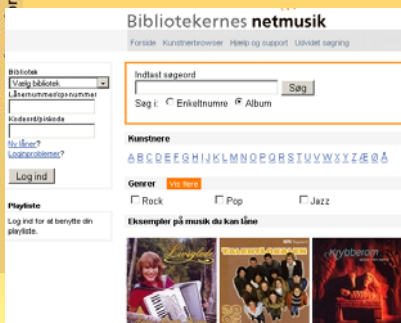 Bibliotekernes netmusik
Forside Kunstnerbrowser Hjælp og support Udvidet søgning
Bibliotek
Vælg bibliotek
Lånernummer/cpr-nummer
Kodeord/pinkode
Ny låner?
Loginproblemer?
Log ind
Playliste
Log ind for at benytte din
playliste.
Indtast søgeord
Søg
Søg i: Enkeltnumre Album
Kunstnere
A B C D E F G H I J K L M N O P Q R S T U V W X Y Z Æ Ø Å
Genrer Vis flere
Rock Pop Jazz
Eksempler på musik du kan låne
Livsglæde
Krybberom